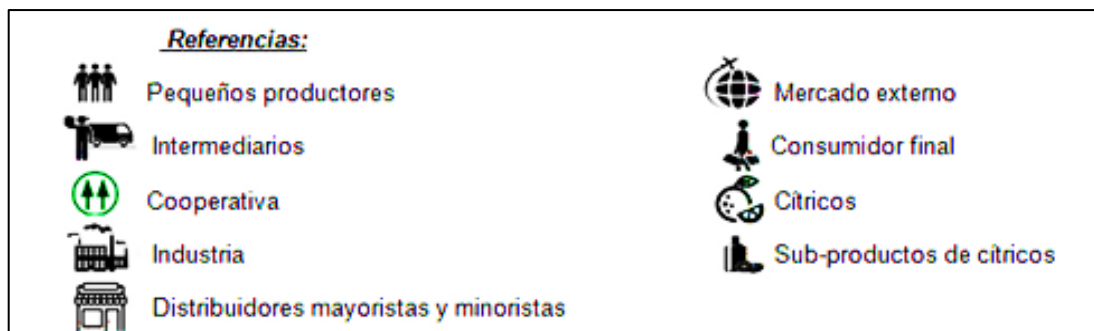 Referencias:
Pequeños productores
Intermediarios
Cooperativa
Industria
Distribuidores mayoristas y minoristas
Mercado externo
Consumidor final
Cítricos
Sub-productos de cítricos